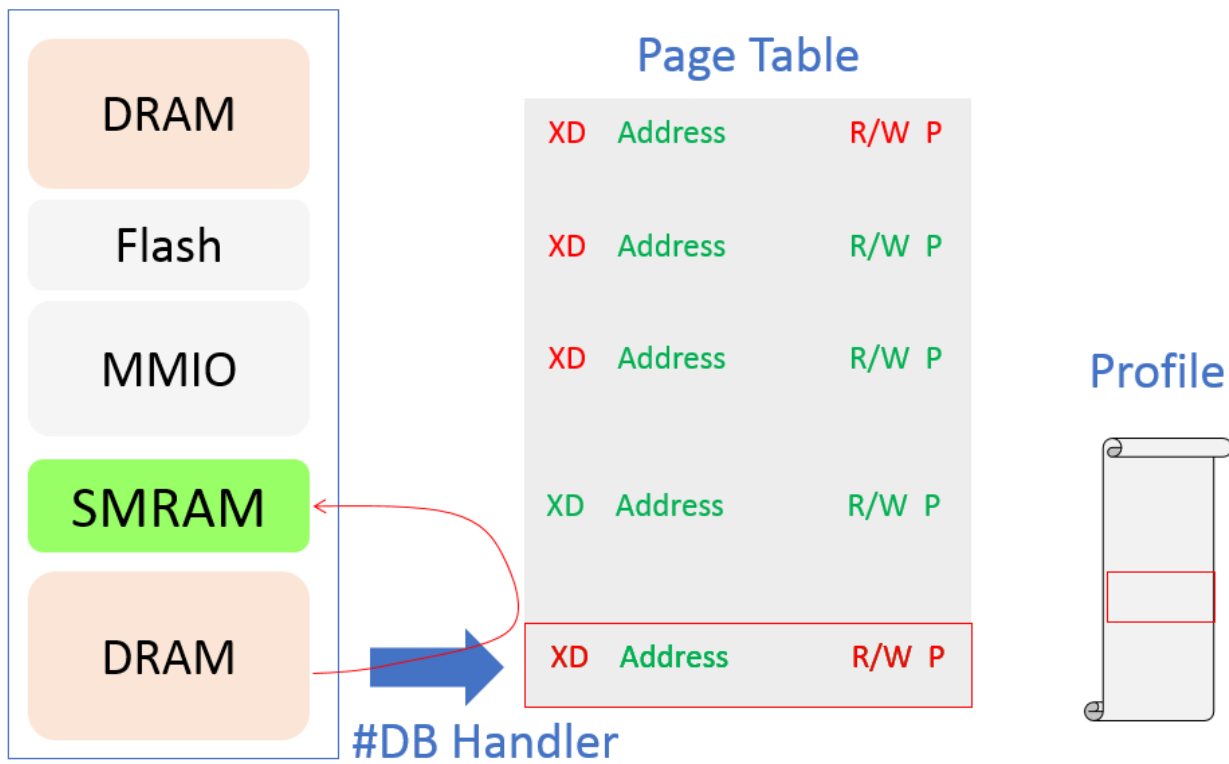 DRAM
Flash
MMIO
SMRAM
DRAM
#DB Handler
Page Table
XD Address R/W P
XD Address R/W P
XD Address R/W P
XD Address R/W P
XD Address R/W P
Profile